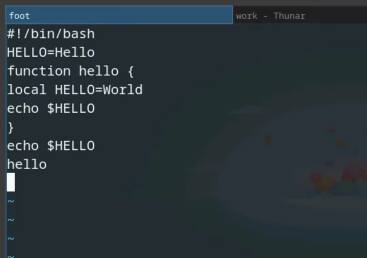 foot
work - Thunar
#!/bin/bash
HELLO=Hello
function hello {
local HELLO=World
echo $HELLO
}
echo $HELLO
hello
~
~
~
~